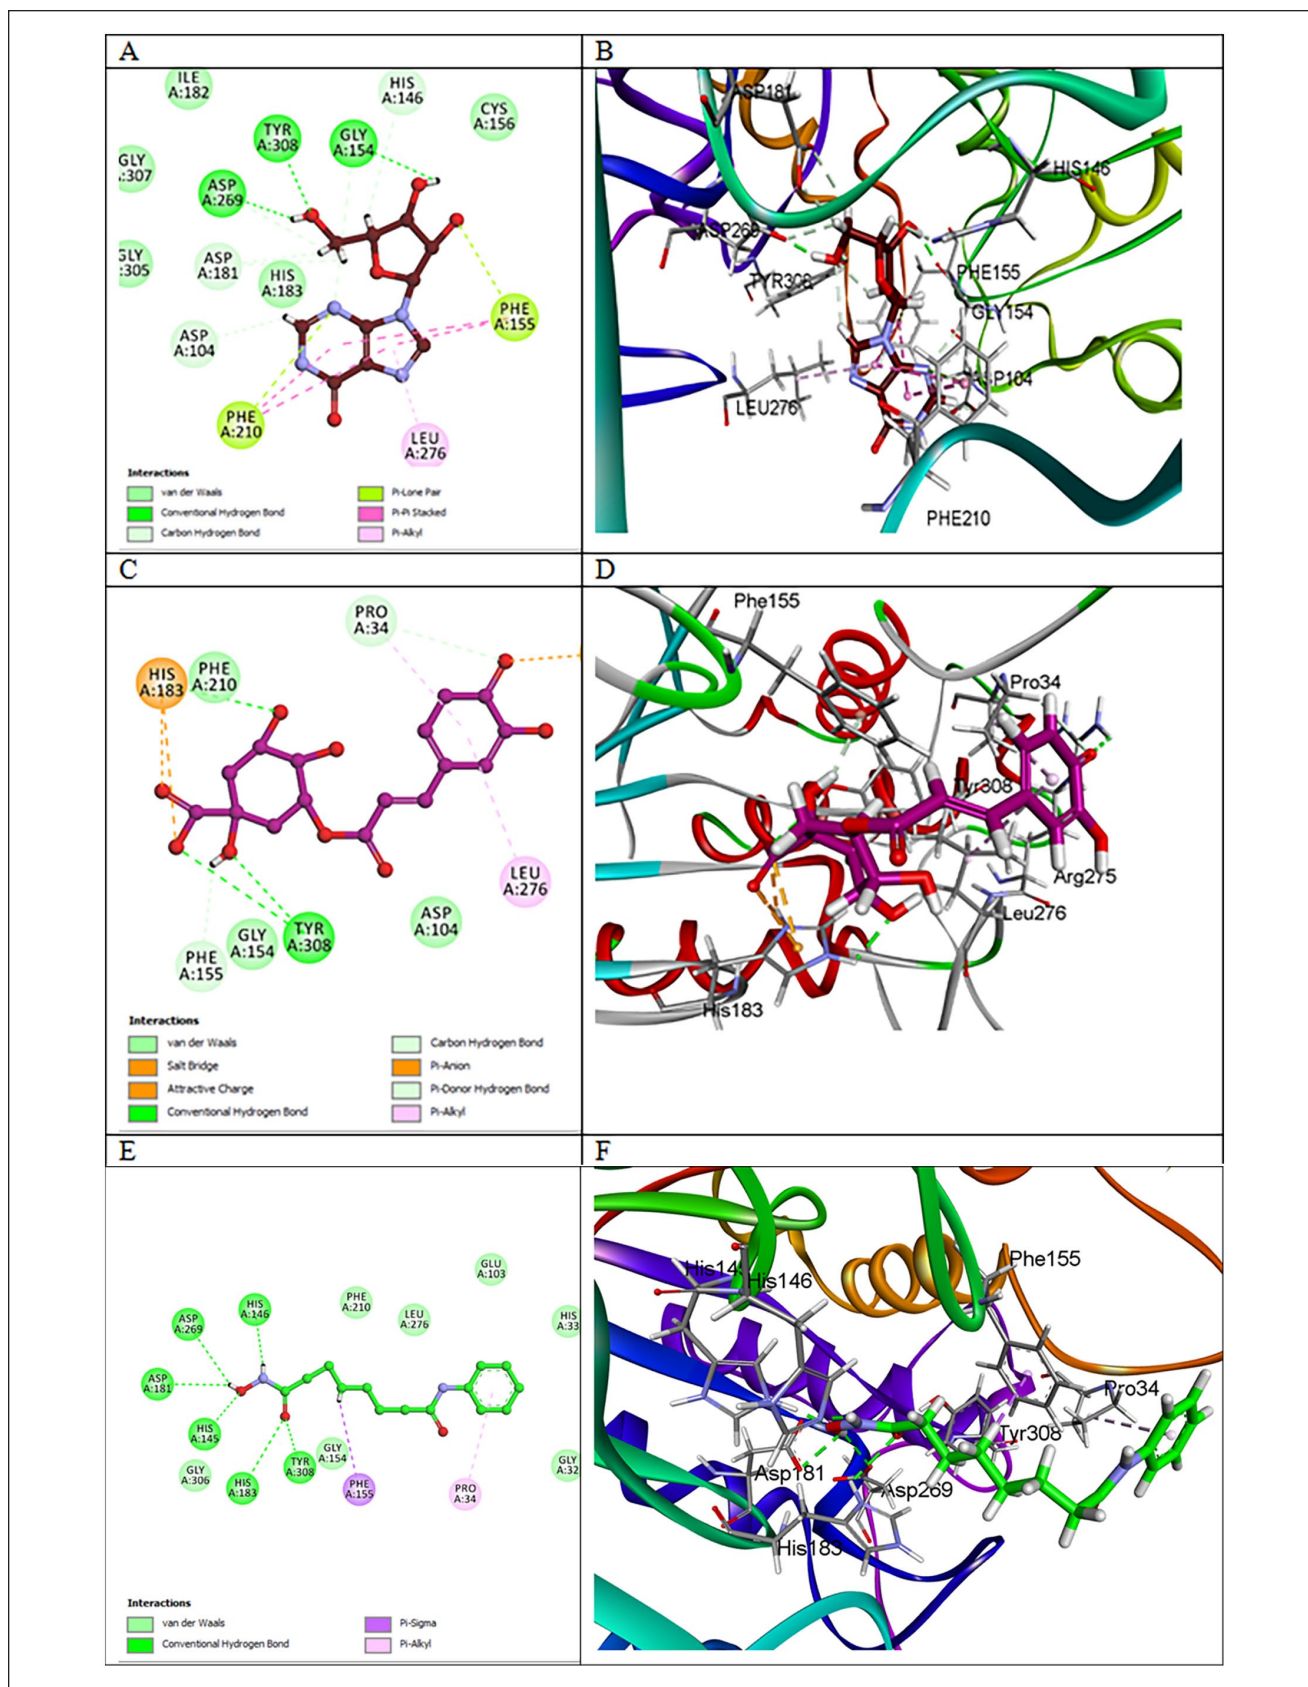 A
B
ILE
A:182
HIS
A:146
CYS
A:156
TYR
A:308
GLY
A:154
GLY
:307
ASP
A:269
GLY
:305
ASP
A:181
HIS
A:183
PHE
A:155
ASP
A:104
PHE
A:210
LEU
A:276
Interactions
van der Waals
Conventional Hydrogen Bond
Carbon Hydrogen Bond
Pi-Lone Pair
Pi-Pi Stacked
Pi-Alkyl
ASP181
HIS146
TYR308
PHE155
GLY154
LEU276
PHE210
C
D
PRO
A:34
HIS
A:183
PHE
A:210
LEU
A:276
ASP
A:104
GLY
A:154
TYR
A:308
PHE
A:155
Interactions
van der Waals
Salt Bridge
Attractive Charge
Conventional Hydrogen Bond
Carbon Hydrogen Bond
Pi-Anion
Pi-Donor Hydrogen Bond
Pi-Alkyl
Phe155
Pro34
Tyr308
Arg275
Leu276
His183
E
F
GLU
A:103
PHE
A:210
LEU
A:276
HIS
A:33
ASP
A:269
HIS
A:146
ASP
A:181
HIS
A:145
GLY
A:306
HIS
A:183
TYR
A:308
GLY
A:154
PHE
A:155
PRO
A:34
GLY
A:32
Interactions
van der Waals
Conventional Hydrogen Bond
Pi-Sigma
Pi-Alkyl
His146
Phe155
Pro34
Tyr308
Asp181
Asp269
His183